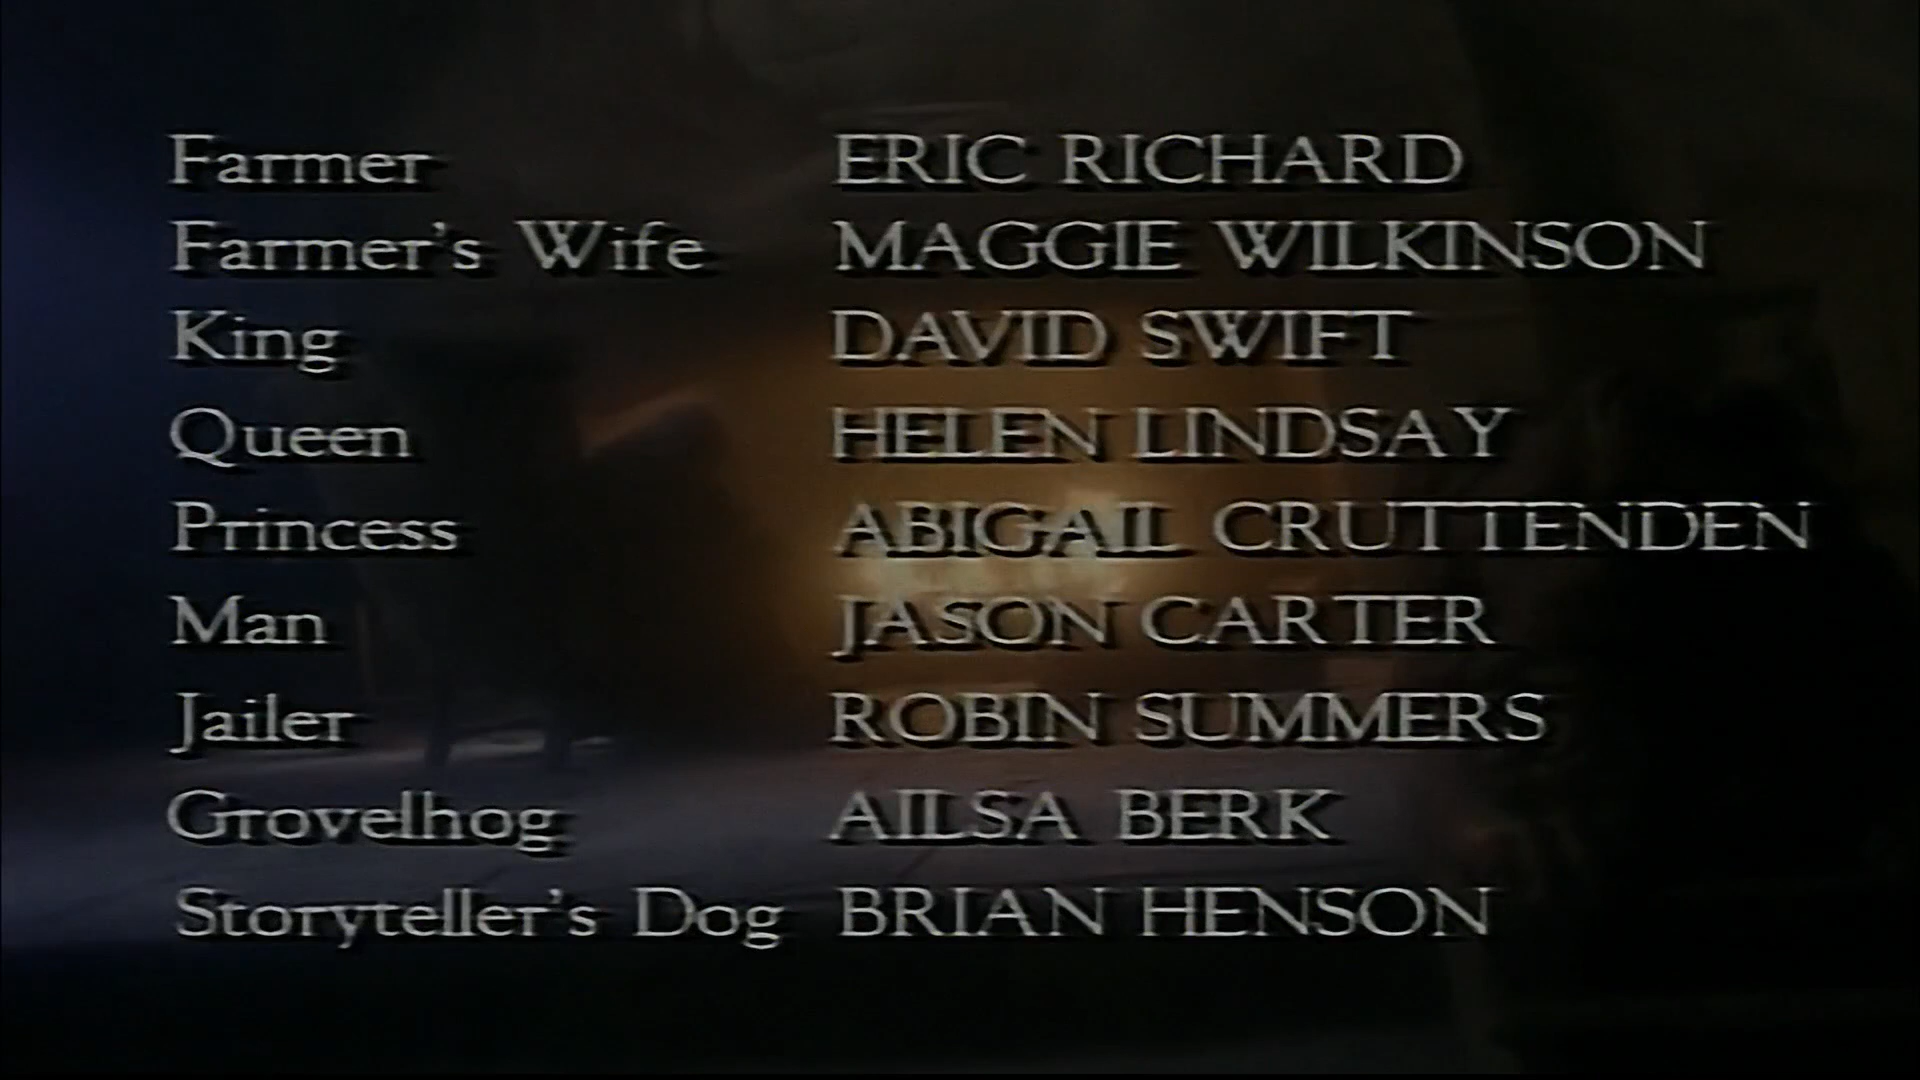 Farmer ERIC RICHARD
Farmer's Wife MAGGIE WILKINSON
King DAVID SWIFT
Queen HELEN LINDSAY
Princess ABIGAIL CRUTTENDEN
Man JASON CARTER
Jailer ROBIN SUMMERS
Grovelhog AILSA BERK
Storyteller's Dog BRIAN HENSON